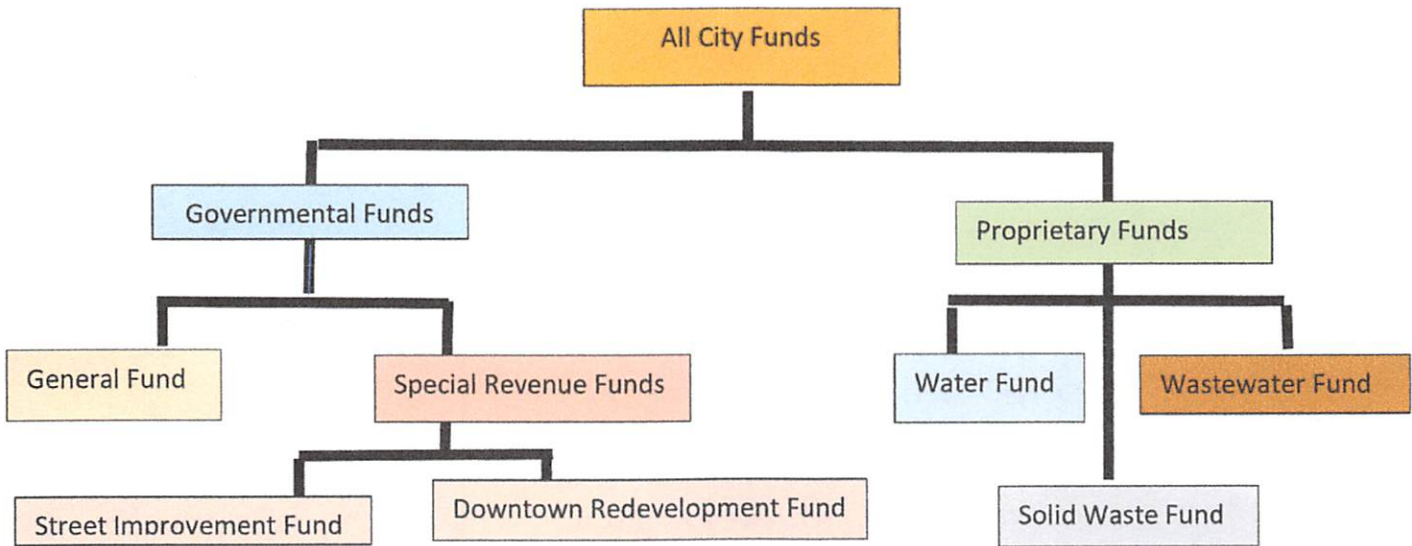 All City Funds
Governmental Funds
Proprietary Funds
General Fund
Special Revenue Funds
Water Fund
Wastewater Fund
Street Improvement Fund
Downtown Redevelopment Fund
Solid Waste Fund